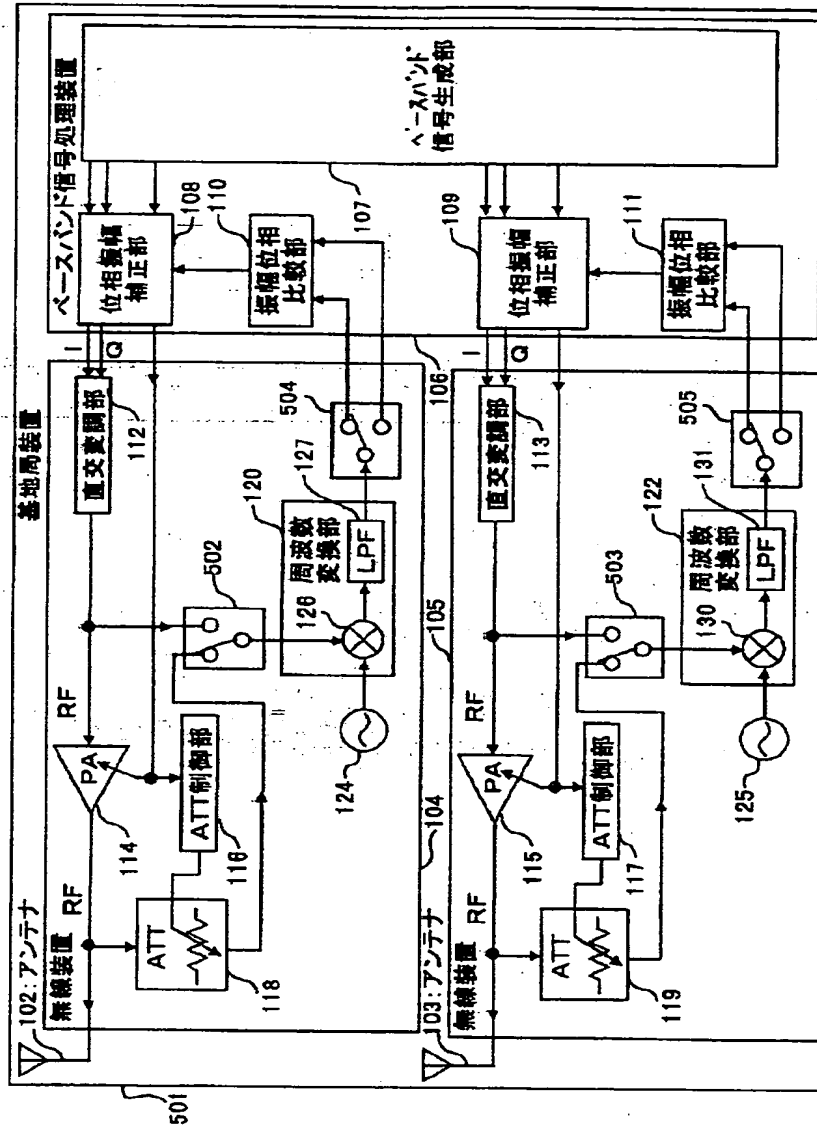 基地局装置
501
102:アンテナ
無線装置
RF
PA
114
RF
ATT
118
ATT制御部
116
直交変調部
112
I
Q
502
周波数
変換部
120
126
LPF
127
124
504
104
ベースバンド信号処理装置
位相振幅
補正部
108
振幅位相
比較部
110
106
ベースバンド
信号生成部
107
103:アンテナ
無線装置
RF
PA
115
RF
ATT
119
ATT制御部
117
直交変調部
113
I
Q
503
周波数
変換部
122
130
LPF
131
125
505
105
位相振幅
補正部
109
振幅位相
比較部
111